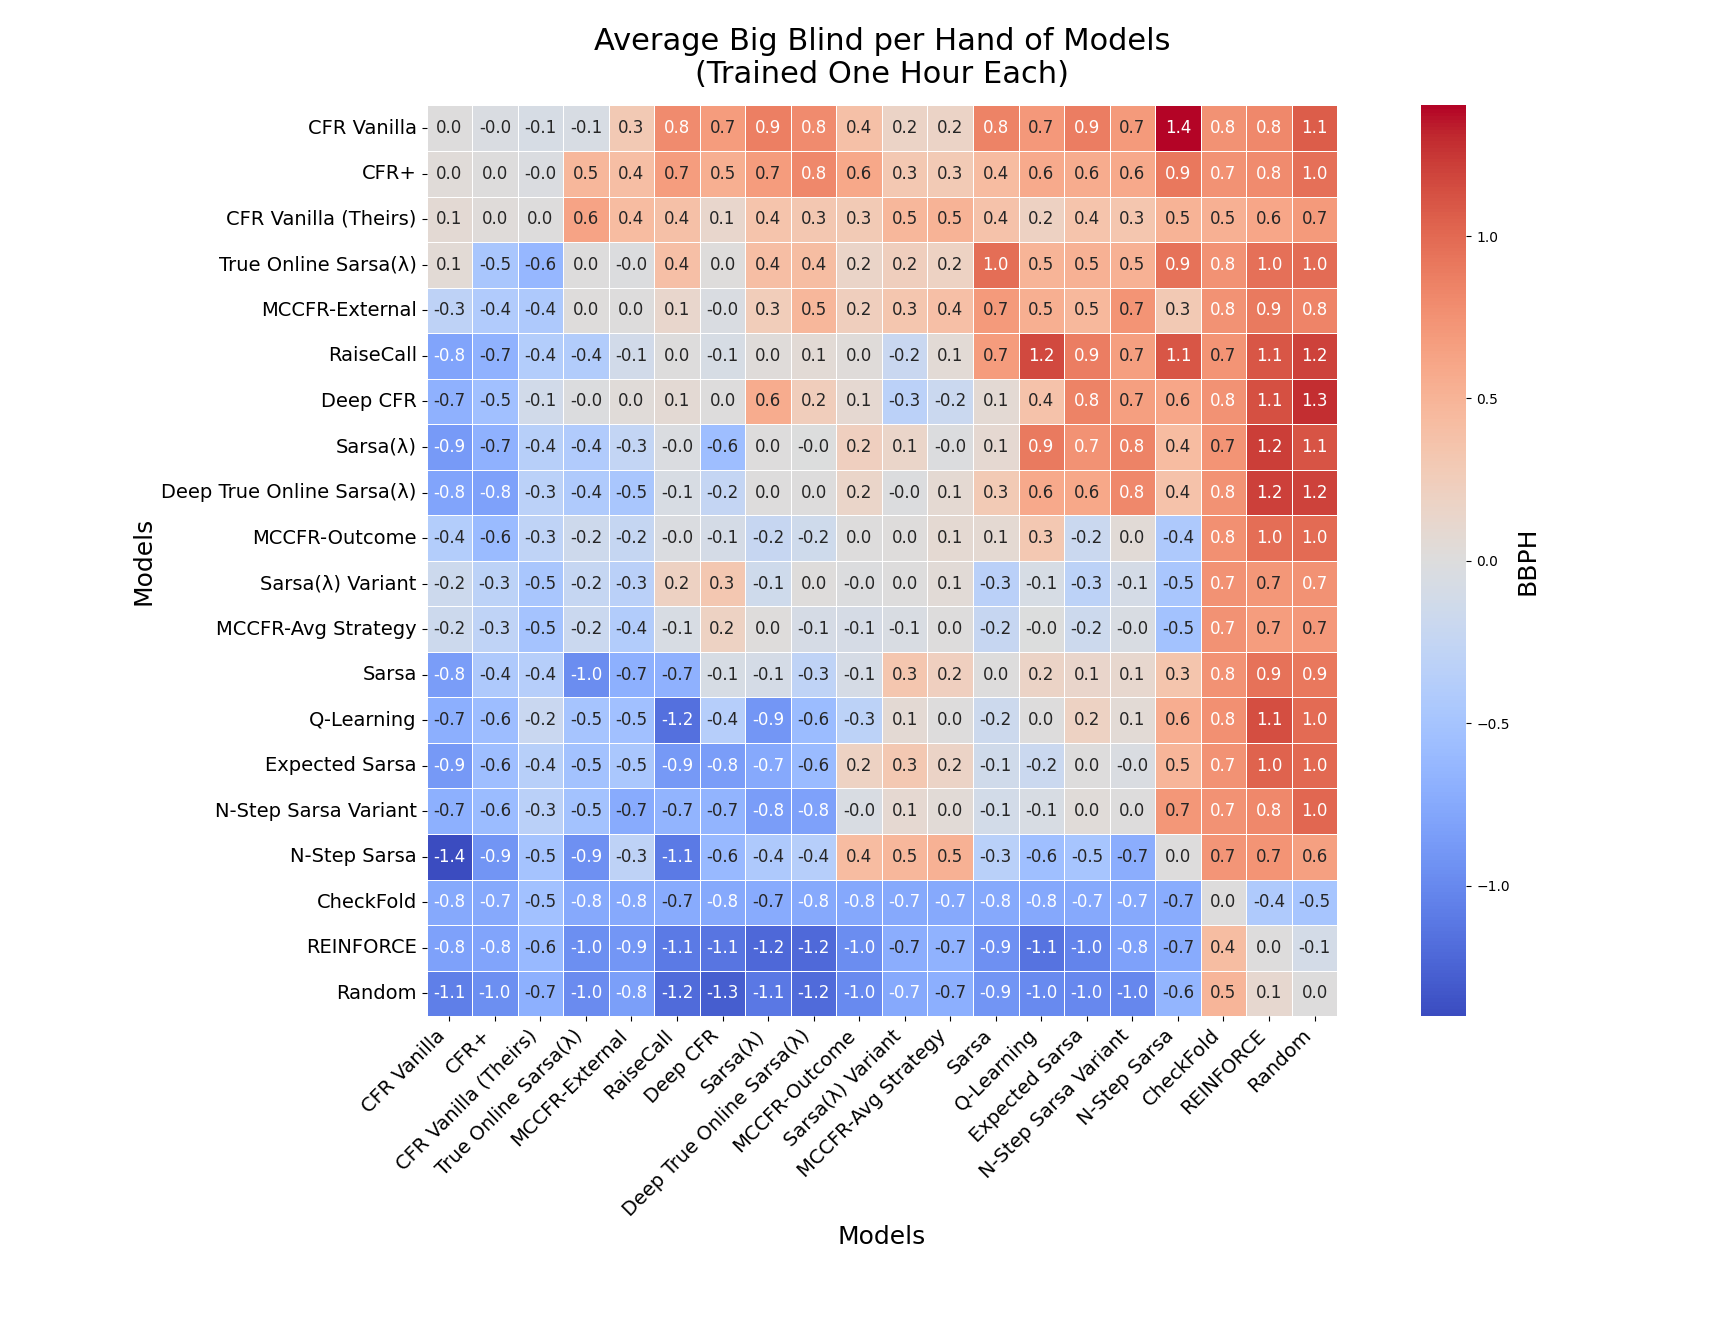 Average Big Blind per Hand of Models
(Trained One Hour Each)
CFR Vanilla 0.0 -0.0 -0.1 -0.1 0.3 0.8 0.7 0.9 0.8 0.4 0.2 0.2 0.8 0.7 0.9 0.7 1.4 0.8 0.8 1.1
CFR+ 0.0 0.0 -0.0 0.5 0.4 0.7 0.5 0.7 0.8 0.6 0.3 0.3 0.4 0.6 0.6 0.6 0.9 0.7 0.8 1.0
CFR Vanilla (Theirs) 0.1 0.0 0.0 0.6 0.4 0.4 0.1 0.4 0.3 0.3 0.5 0.5 0.4 0.2 0.4 0.3 0.5 0.5 0.6 0.7
True Online Sarsa(λ) 0.1 -0.5 -0.6 0.0 -0.0 0.4 0.0 0.4 0.4 0.2 0.2 0.2 1.0 0.5 0.5 0.5 0.9 0.8 1.0 1.0
MCCFR-External -0.3 -0.4 -0.4 0.0 0.0 0.1 -0.0 0.3 0.5 0.2 0.3 0.4 0.7 0.5 0.5 0.7 0.3 0.8 0.9 0.8
RaiseCall -0.8 -0.7 -0.4 -0.4 -0.1 0.0 -0.1 0.0 0.1 0.0 -0.2 0.1 0.7 1.2 0.9 0.7 1.1 0.7 1.1 1.2
Deep CFR -0.7 -0.5 -0.1 -0.0 0.0 0.1 0.0 0.6 0.2 0.1 -0.3 -0.2 0.1 0.4 0.8 0.7 0.6 0.8 1.1 1.3
Sarsa(λ) -0.9 -0.7 -0.4 -0.4 -0.3 -0.0 -0.6 0.0 -0.0 0.2 0.1 -0.0 0.1 0.9 0.7 0.8 0.4 0.7 1.2 1.1
Deep True Online Sarsa(λ) -0.8 -0.8 -0.3 -0.4 -0.5 -0.1 -0.2 0.0 0.0 0.2 -0.0 0.1 0.3 0.6 0.6 0.8 0.4 0.8 1.2 1.2
MCCFR-Outcome -0.4 -0.6 -0.3 -0.2 -0.2 -0.0 -0.1 -0.2 -0.2 0.0 0.0 0.1 0.1 0.3 -0.2 0.0 -0.4 0.8 1.0 1.0
Sarsa(λ) Variant -0.2 -0.3 -0.5 -0.2 -0.3 0.2 0.3 -0.1 0.0 -0.0 0.0 0.1 -0.3 -0.1 -0.3 -0.1 -0.5 0.7 0.7 0.7
MCCFR-Avg Strategy -0.2 -0.3 -0.5 -0.2 -0.4 -0.1 0.2 0.0 -0.1 -0.1 -0.1 0.0 -0.2 -0.0 -0.2 -0.0 -0.5 0.7 0.7 0.7
Sarsa -0.8 -0.4 -0.4 -1.0 -0.7 -0.7 -0.1 -0.1 -0.3 -0.1 0.3 0.2 0.0 0.2 0.1 0.1 0.3 0.8 0.9 0.9
Q-Learning -0.7 -0.6 -0.2 -0.5 -0.5 -1.2 -0.4 -0.9 -0.6 -0.3 0.1 0.0 -0.2 0.0 0.2 0.1 0.6 0.8 1.1 1.0
Expected Sarsa -0.9 -0.6 -0.4 -0.5 -0.5 -0.9 -0.8 -0.7 -0.6 0.2 0.3 0.2 -0.1 -0.2 0.0 -0.0 0.5 0.7 1.0 1.0
N-Step Sarsa Variant -0.7 -0.6 -0.3 -0.5 -0.7 -0.7 -0.7 -0.8 -0.8 -0.0 0.1 0.0 -0.1 -0.1 0.0 0.0 0.7 0.7 0.8 1.0
N-Step Sarsa -1.4 -0.9 -0.5 -0.9 -0.3 -1.1 -0.6 -0.4 -0.4 0.4 0.5 0.5 -0.3 -0.6 -0.5 -0.7 0.0 0.7 0.7 0.6
CheckFold -0.8 -0.7 -0.5 -0.8 -0.8 -0.7 -0.8 -0.7 -0.8 -0.8 -0.7 -0.7 -0.8 -0.8 -0.7 -0.7 -0.7 0.0 -0.4 -0.5
REINFORCE -0.8 -0.8 -0.6 -1.0 -0.9 -1.1 -1.1 -1.2 -1.2 -1.0 -0.7 -0.7 -0.9 -1.1 -1.0 -0.8 -0.7 0.4 0.0 -0.1
Random -1.1 -1.0 -0.7 -1.0 -0.8 -1.2 -1.3 -1.1 -1.2 -1.0 -0.7 -0.7 -0.9 -1.0 -1.0 -1.0 -0.6 0.5 0.1 0.0
Models
CFR Vanilla
CFR+
CFR Vanilla (Theirs)
True Online Sarsa(λ)
MCCFR-External
RaiseCall
Deep CFR
Sarsa(λ)
Deep True Online Sarsa(λ)
MCCFR-Outcome
Sarsa(λ) Variant
MCCFR-Avg Strategy
Sarsa
Q-Learning
Expected Sarsa
N-Step Sarsa Variant
N-Step Sarsa
CheckFold
REINFORCE
Random
Models
1.0
0.5
0.0
−0.5
−1.0
BBPH